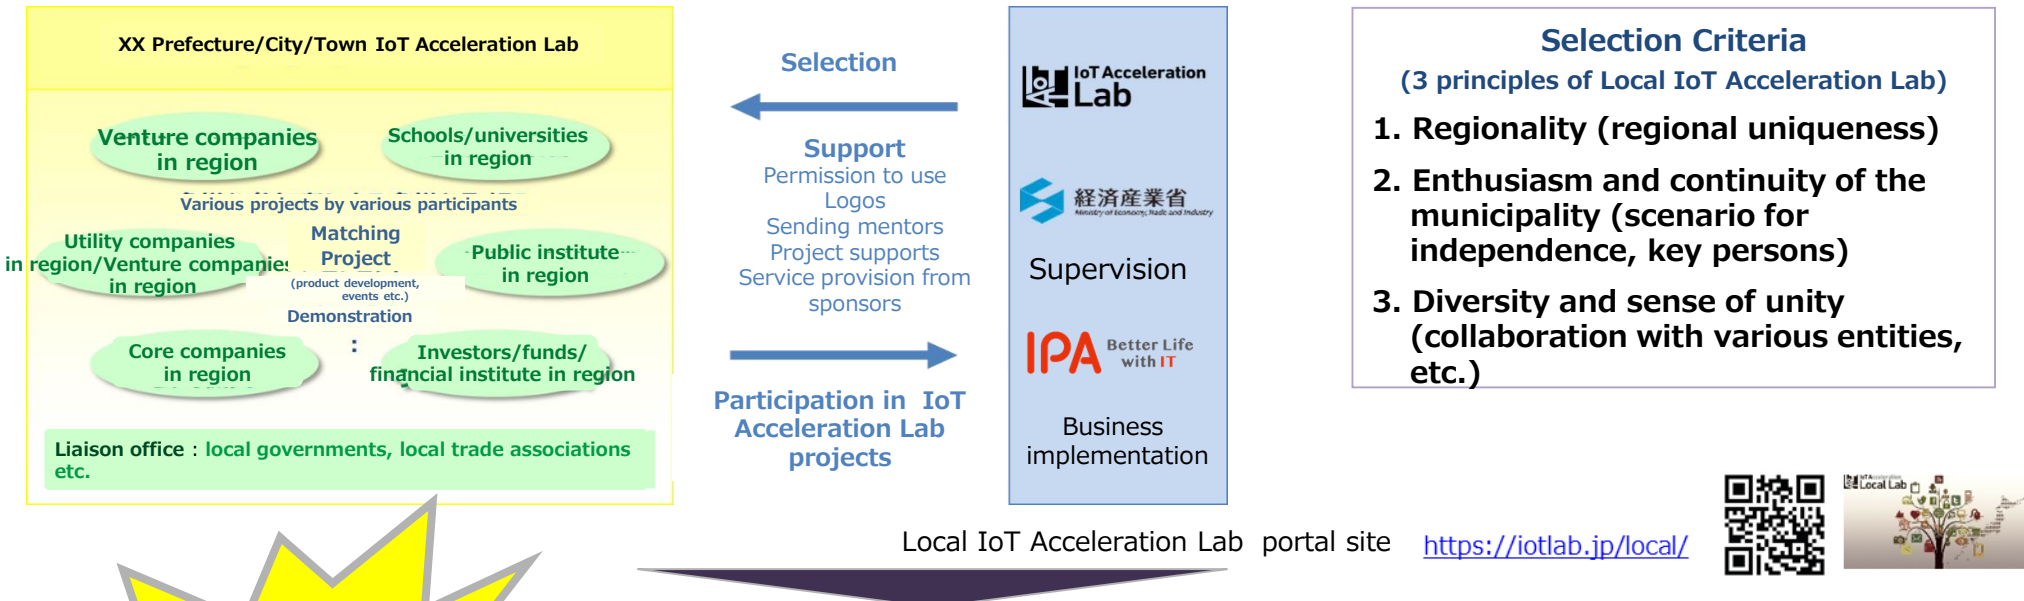 XX Prefecture/City/Town IoT Acceleration Lab
Venture companies
in region
Schools/universities
in region
Various projects by various participants
Utility companies
in region/Venture companies
in region
Matching
Project
(product development,
events etc.)
Demonstration
:
Public institute
in region
Core companies
in region
Investors/funds/
financial institute in region
Liaison office : local governments, local trade associations
etc.
Selection
Support
Permission to use
Logos
Sending mentors
Project supports
Service provision from
sponsors
Participation in IoT
Acceleration Lab
projects
IoT Acceleration
Lab
経済産業省
Ministry of Economy, Trade and Industry
Supervision
IPA Better Life
with IT
Business
implementation
Selection Criteria
(3 principles of Local IoT Acceleration Lab)
1. Regionality (regional uniqueness)
2. Enthusiasm and continuity of the
municipality (scenario for
independence, key persons)
3. Diversity and sense of unity
(collaboration with various entities,
etc.)
Local IoT Acceleration Lab portal site https://iotlab.jp/local/
IoT Acceleration
Local Lab